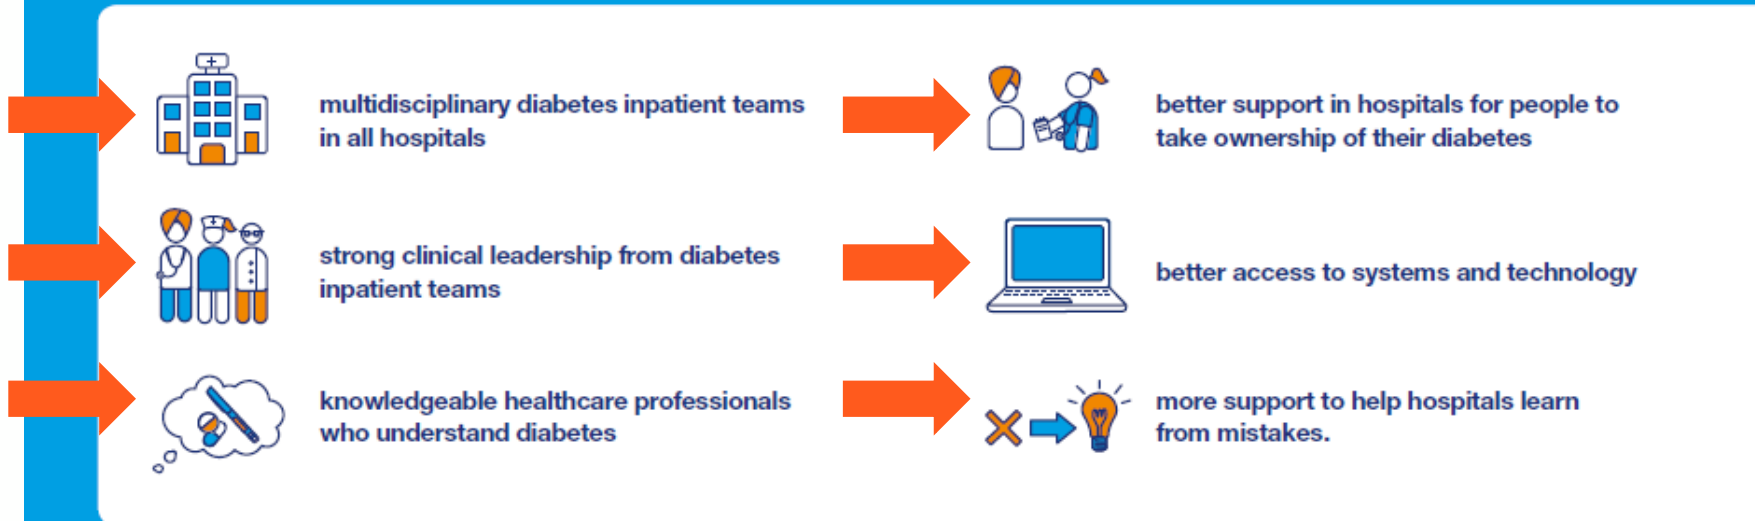 multidisciplinary diabetes inpatient teams
in all hospitals
strong clinical leadership from diabetes
inpatient teams
knowledgeable healthcare professionals
who understand diabetes
better support in hospitals for people to
take ownership of their diabetes
better access to systems and technology
more support to help hospitals learn
from mistakes.